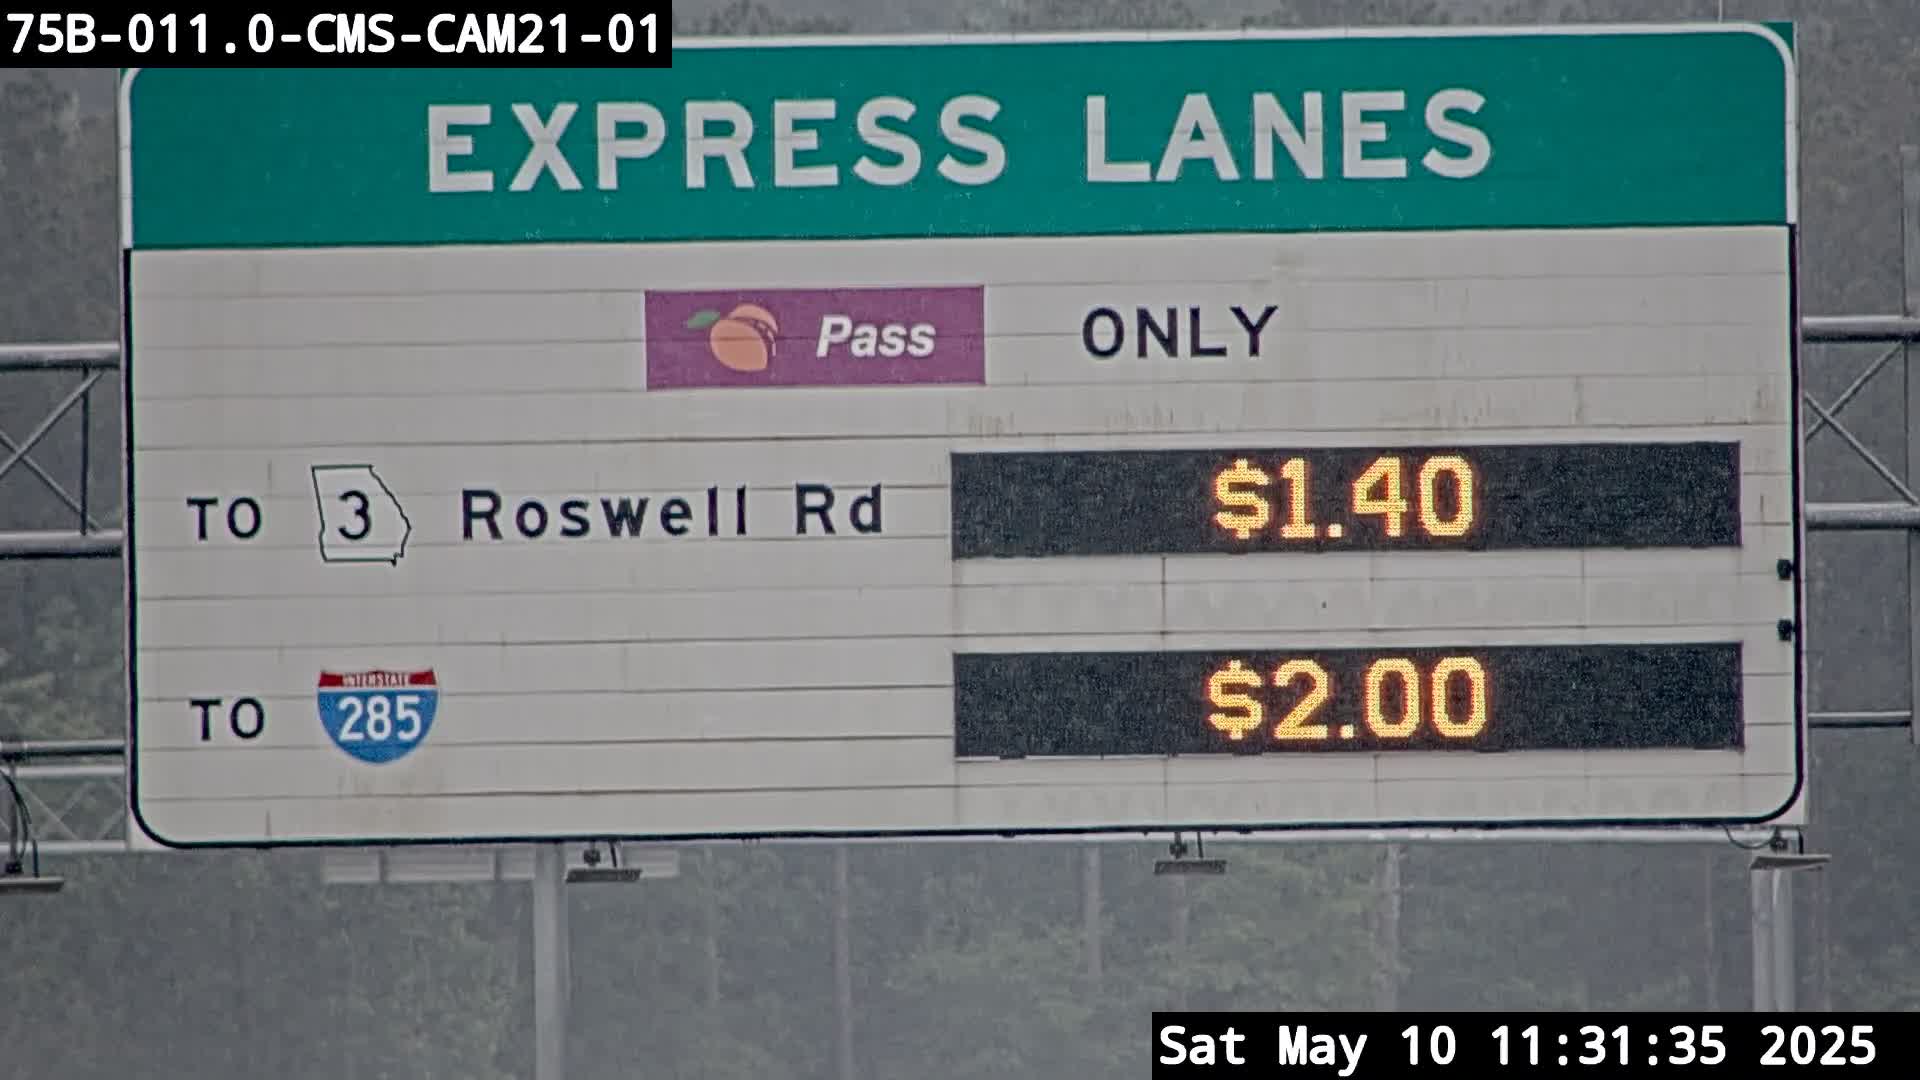 75B-011.0-CMS-CAM21-01
EXPRESS LANES
Pass ONLY
TO 3 Roswell Rd $1.40
TO INTERSTATE 285 $2.00
Sat May 10 11:31:35 2025